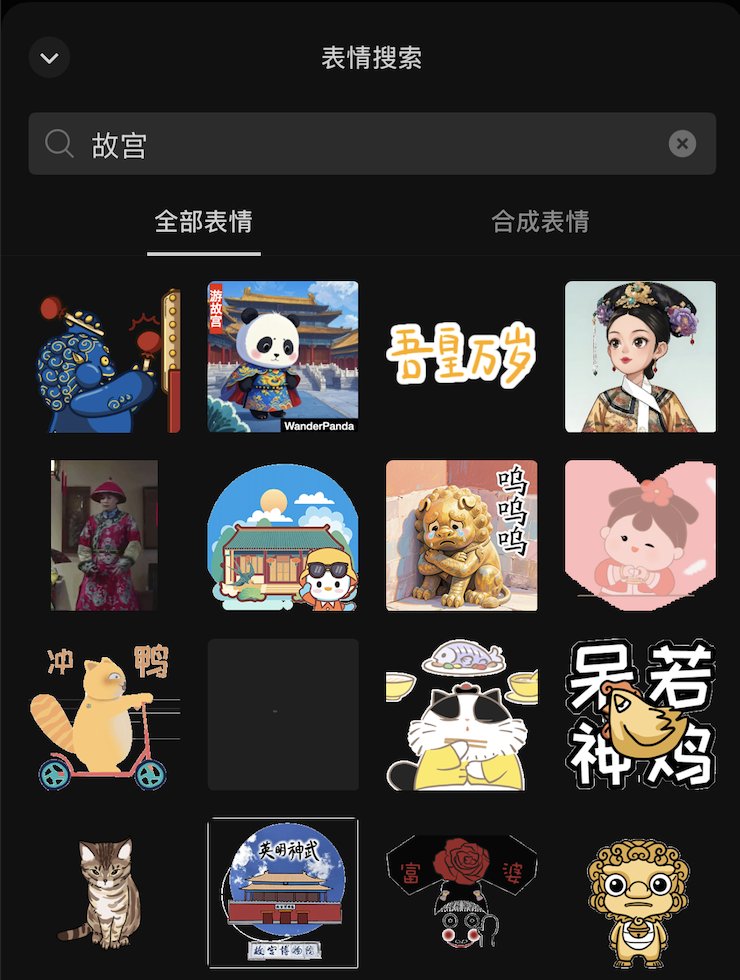 表情搜索
故宫
全部表情
合成表情
游故宫
WanderPanda
吾皇万岁
呜呜呜
冲鸭
呆若
神鸡
英明神武
故宫博物院
富婆